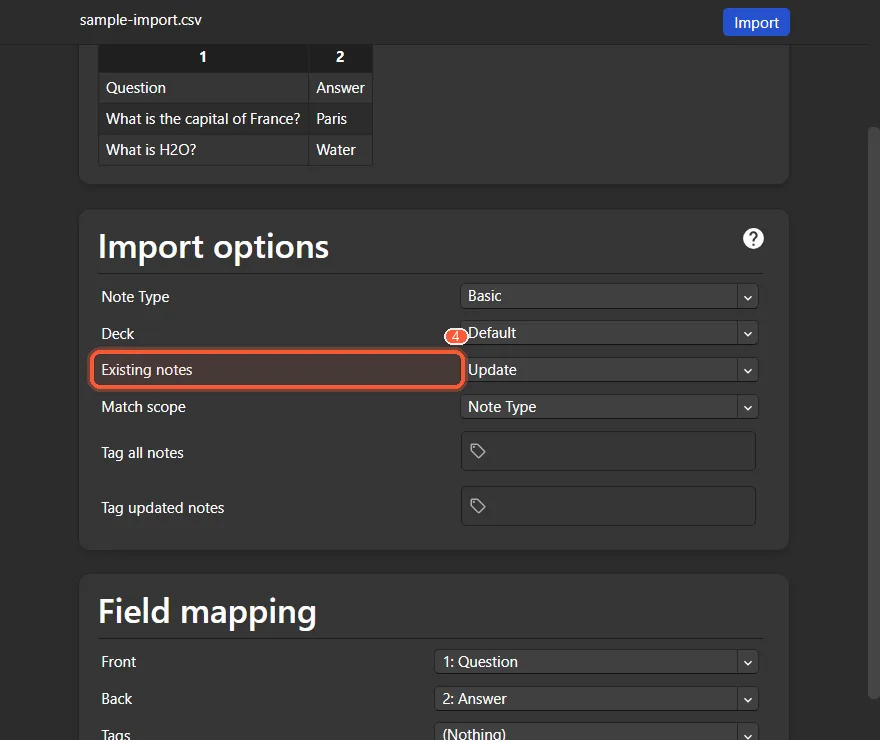 sample-import.csv Import
1 2
Question Answer
What is the capital of France? Paris
What is H2O? Water
Import options ?
Note Type Basic
Deck Default
4
Existing notes Update
Match scope Note Type
Tag all notes
Tag updated notes
Field mapping
Front 1: Question
Back 2: Answer
Tags (Nothing)